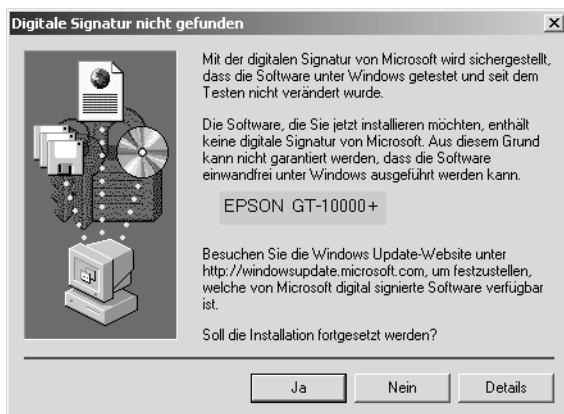 Digitale Signatur nicht gefunden
Mit der digitalen Signatur von Microsoft wird sichergestellt,
dass die Software unter Windows getestet und seit dem
Testen nicht verändert wurde.
Die Software, die Sie jetzt installieren möchten, enthält
keine digitale Signatur von Microsoft. Aus diesem Grund
kann nicht garantiert werden, dass die Software
einwandfrei unter Windows ausgeführt werden kann.
EPSON GT-10000+
Besuchen Sie die Windows Update-Website unter
http://windowsupdate.microsoft.com, um festzustellen,
welche von Microsoft digital signierte Software verfügbar
ist.
Soll die Installation fortgesetzt werden?
Ja
Nein
Details